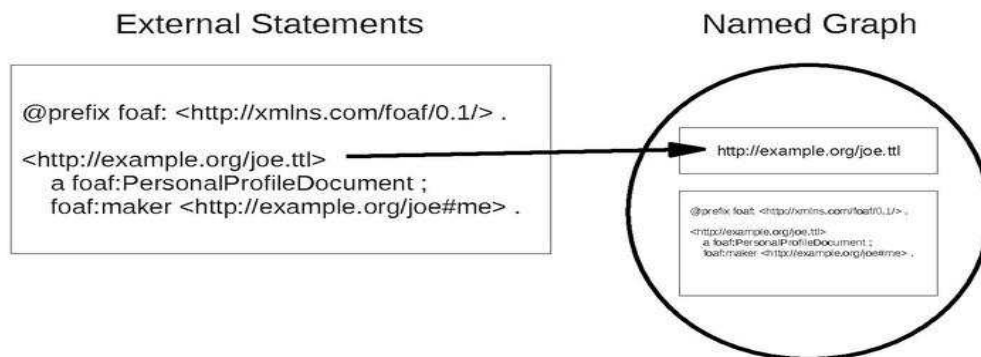 External Statements
@prefix foaf: <http://xmlns.com/foaf/0.1/> .
<http://example.org/joe.ttl>
a foaf:PersonalProfileDocument ;
foaf:maker <http://example.org/joe#me> .
Named Graph
http://example.org/joe.ttl
@prefix foaf: <http://xmlns.com/foaf/0.1/> .
<http://example.org/joe.ttl>
a foaf:PersonalProfileDocument ;
foaf:maker <http://example.org/joe#me> .